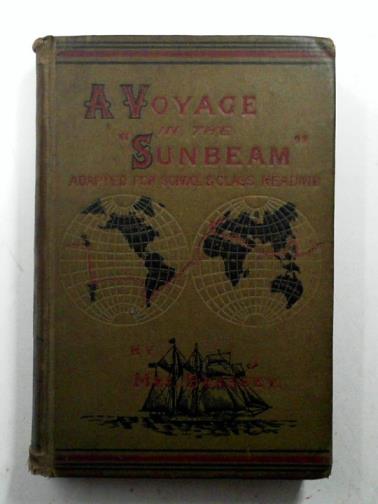 A VOYAGE
IN THE
"SUNBEAM"
ADAPTED FOR SCHOOL & CLASS READING
BY
MRS BRASSEY.